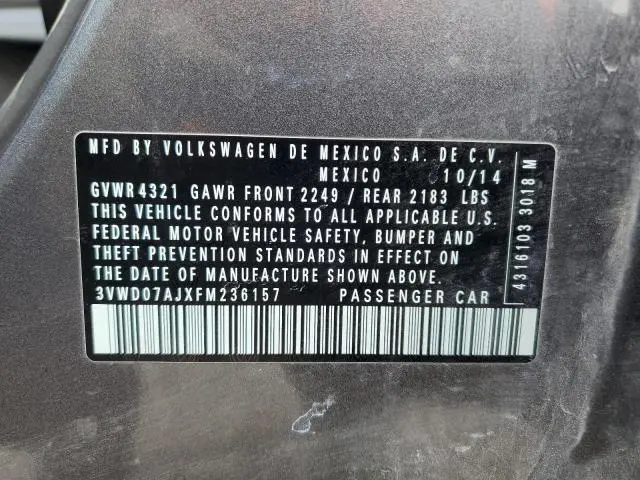 MFD BY VOLKSWAGEN DE MEXICO S.A. DE C.V.
MEXICO 10/14
GVWR 4321 GAWR FRONT 2249 / REAR 2183 LBS
THIS VEHICLE CONFORMS TO ALL APPLICABLE U.S.
FEDERAL MOTOR VEHICLE SAFETY, BUMPER AND
THEFT PREVENTION STANDARDS IN EFFECT ON
THE DATE OF MANUFACTURE SHOWN ABOVE.
3VWD07AJXFM236157 PASSENGER CAR
4316103 3018 M